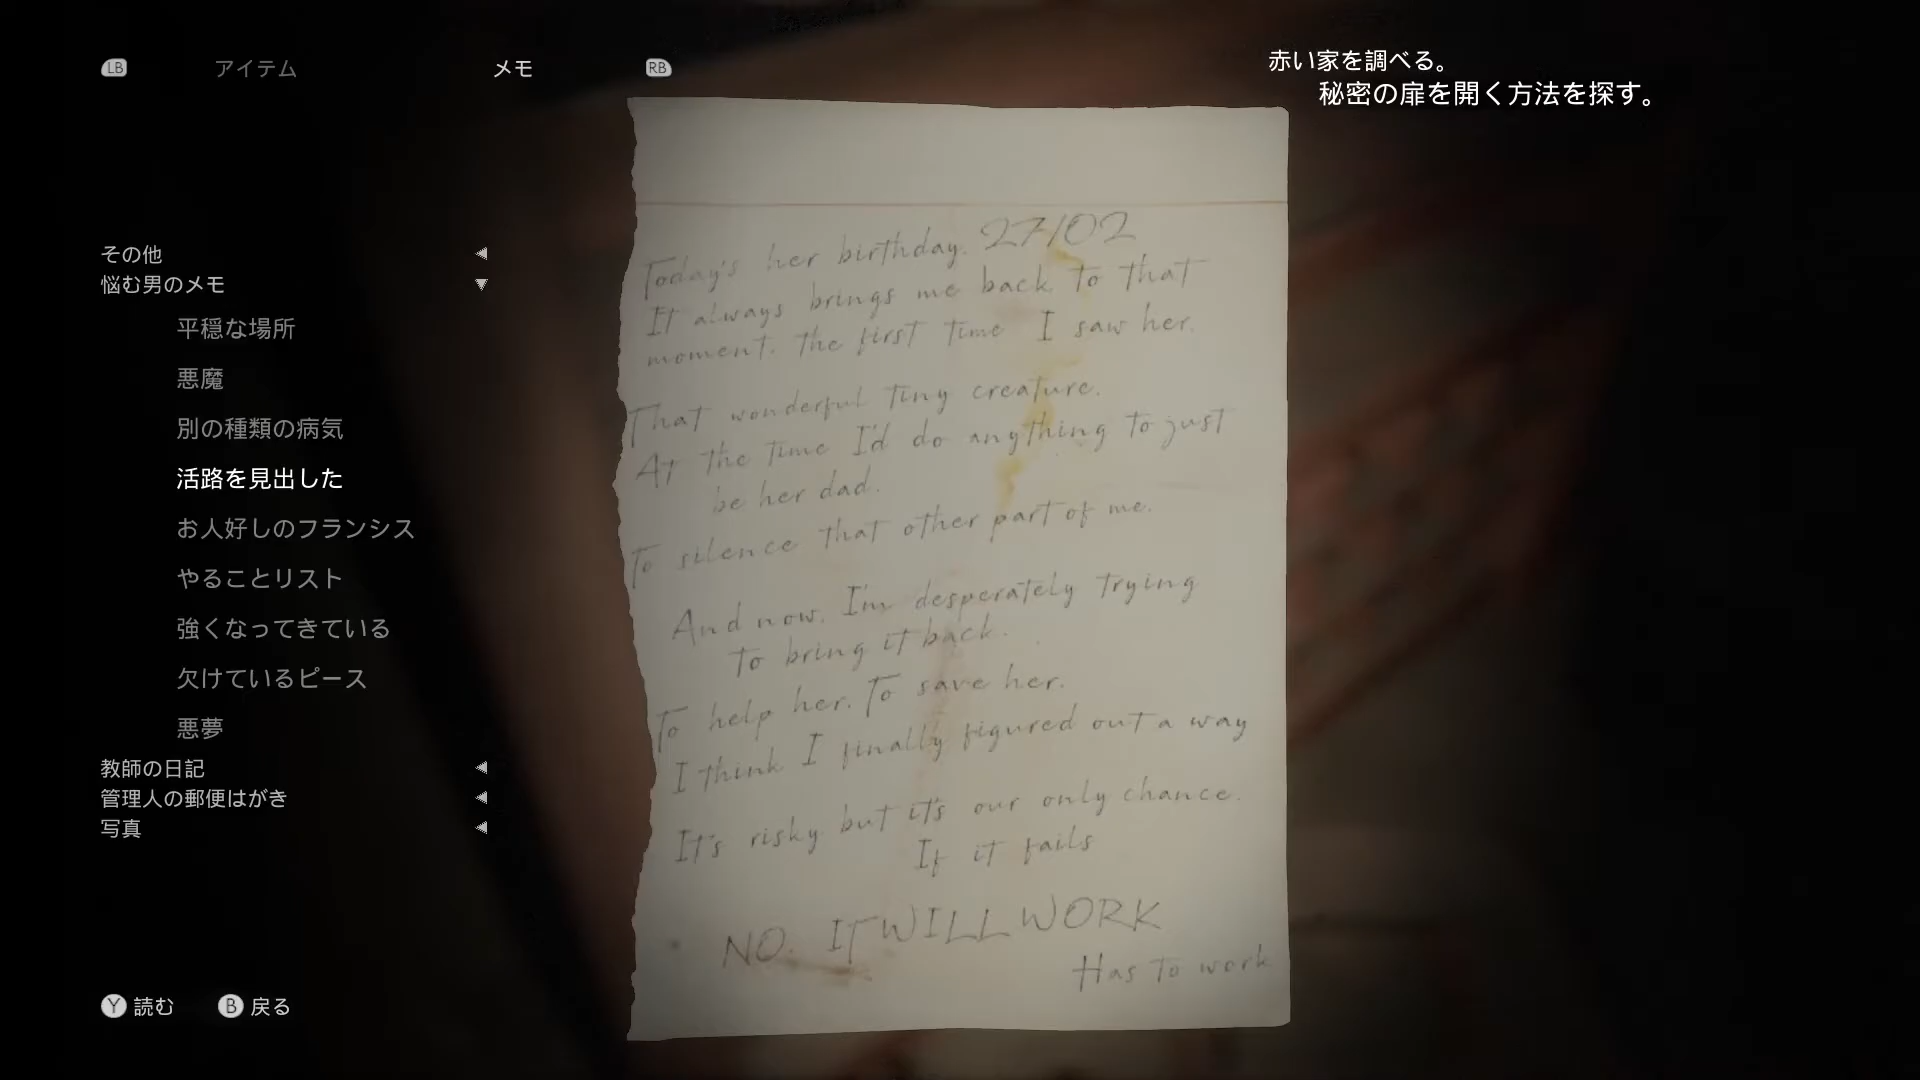 LB
アイテム
メモ
RB
赤い家を調べる。
秘密の扉を開く方法を探す。
その他
悩む男のメモ
平穏な場所
悪魔
別の種類の病気
活路を見出した
お人好しのフランシス
やることリスト
強くなってきている
欠けているピース
悪夢
教師の日記
管理人の郵便はがき
写真
Y 読む
B 戻る
Today's her birthday. 27/02
It always brings me back to that
moment. The first time I saw her.
That wonderful tiny creature.
At the time I'd do anything to just
be her dad.
To silence that other part of me.
And now. I'm desperately trying
to bring it back.
To help her. To save her.
I think I finally figured out a way
It's risky but it's our only chance.
If it fails
NO. IT WILL WORK
Has to work